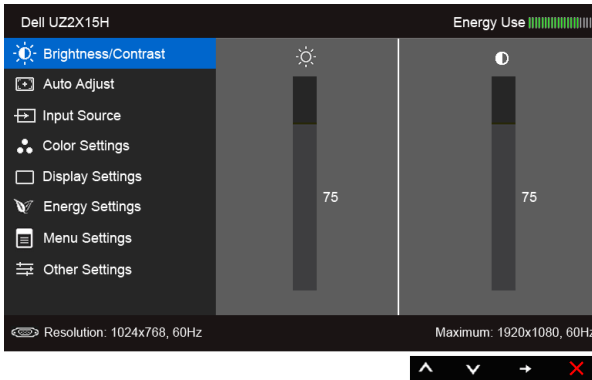 Dell UZ2X15H
Energy Use
Brightness/Contrast
Auto Adjust
Input Source
Color Settings
Display Settings
Energy Settings
Menu Settings
Other Settings
75
75
Resolution: 1024x768, 60Hz
Maximum: 1920x1080, 60Hz